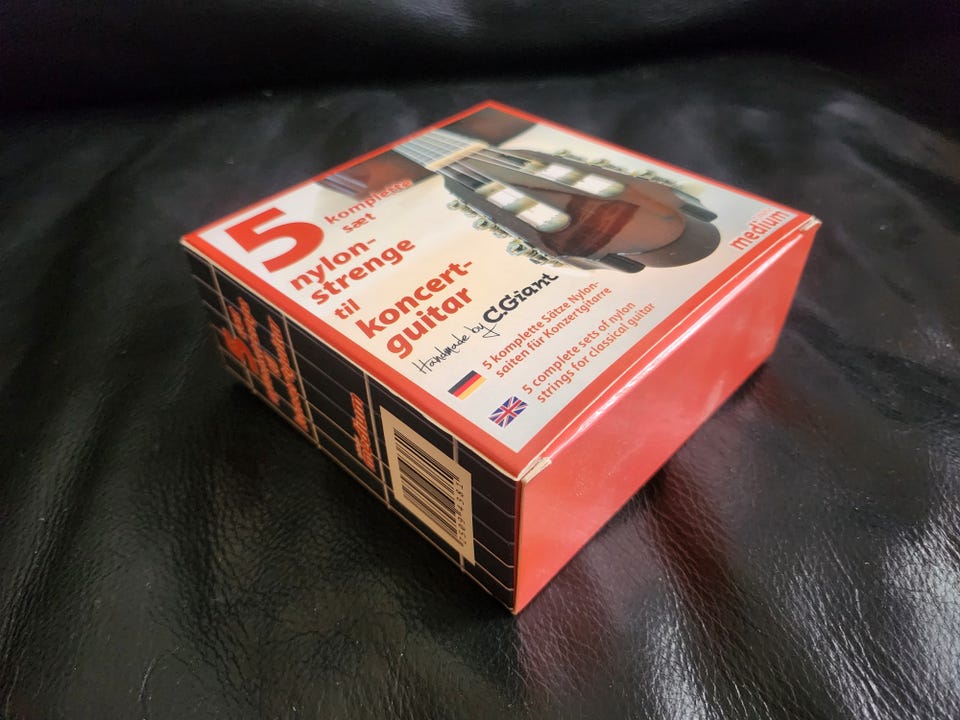 5 komplette
sæt
nylon-
strenge
til
koncert-
guitar
Handmade by C.Giant
5 komplette Sätze Nylon-
saiten für Konzertgitarre
5 complete sets of nylon
strings for classical guitar
medium
medium